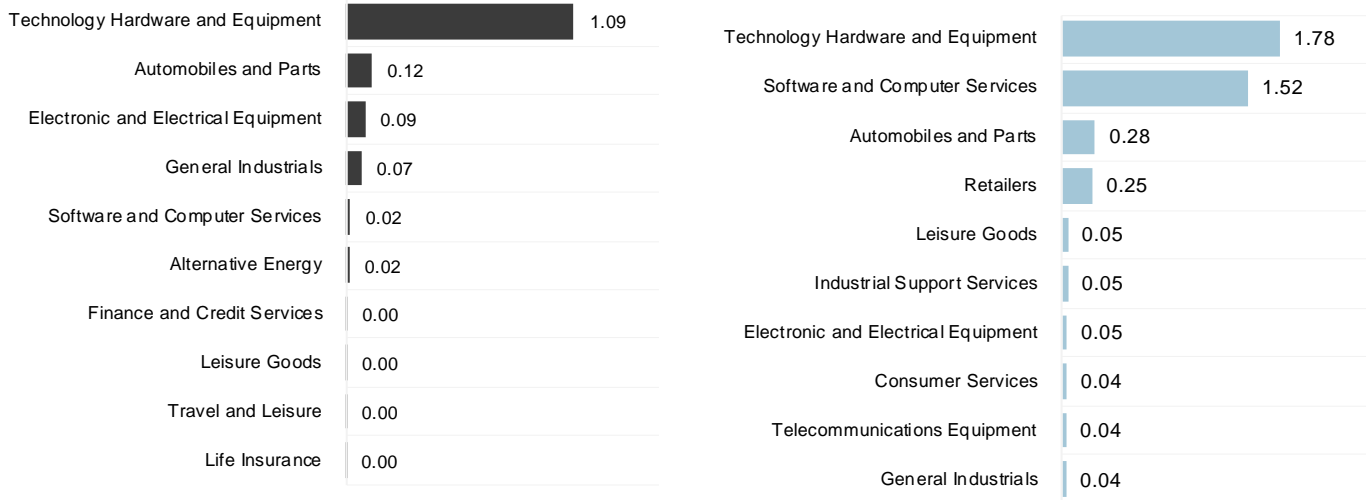 Technology Hardware and Equipment 1.09
Automobiles and Parts 0.12
Electronic and Electrical Equipment 0.09
General Industrials 0.07
Software and Computer Services 0.02
Alternative Energy 0.02
Finance and Credit Services 0.00
Leisure Goods 0.00
Travel and Leisure 0.00
Life Insurance 0.00
Technology Hardware and Equipment 1.78
Software and Computer Services 1.52
Automobiles and Parts 0.28
Retailers 0.25
Leisure Goods 0.05
Industrial Support Services 0.05
Electronic and Electrical Equipment 0.05
Consumer Services 0.04
Telecommunications Equipment 0.04
General Industrials 0.04